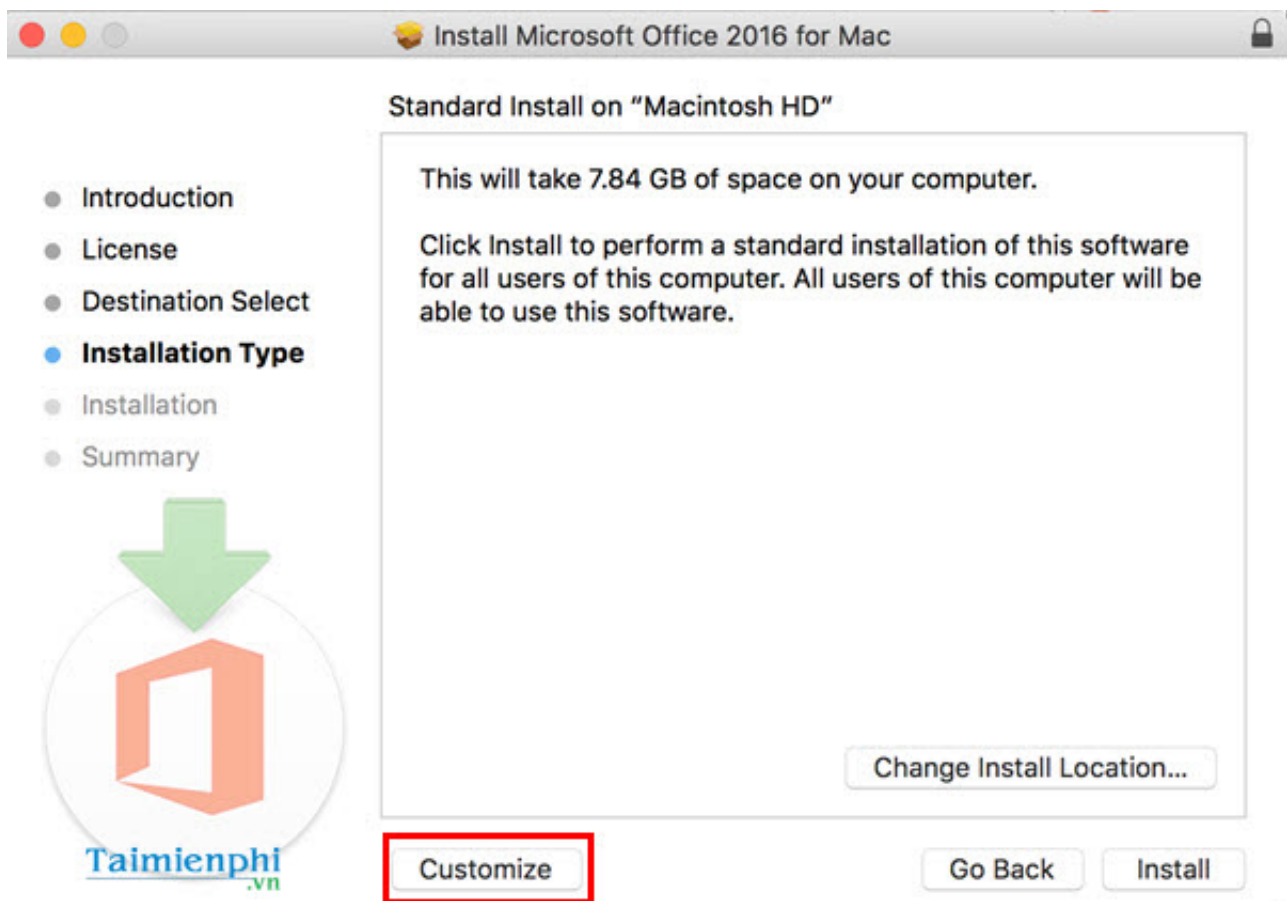 Install Microsoft Office 2016 for Mac
Standard Install on “Macintosh HD”
Introduction
License
Destination Select
Installation Type
Installation
Summary
This will take 7.84 GB of space on your computer.
Click Install to perform a standard installation of this software
for all users of this computer. All users of this computer will be
able to use this software.
Change Install Location...
Taimienphi
.vn
Customize
Go Back
Install